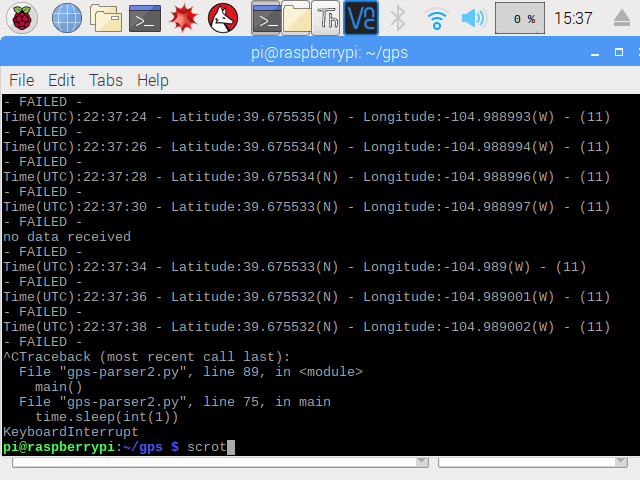 Th
V2
0 %
15:37
pi@raspberrypi: ~/gps
File Edit Tabs Help
- FAILED -
Time(UTC):22:37:24 - Latitude:39.675535(N) - Longitude:-104.988993(W) - (11)
- FAILED -
Time(UTC):22:37:26 - Latitude:39.675534(N) - Longitude:-104.988994(W) - (11)
- FAILED -
Time(UTC):22:37:28 - Latitude:39.675534(N) - Longitude:-104.988996(W) - (11)
- FAILED -
Time(UTC):22:37:30 - Latitude:39.675533(N) - Longitude:-104.988997(W) - (11)
- FAILED -
no data received
- FAILED -
Time(UTC):22:37:34 - Latitude:39.675533(N) - Longitude:-104.989(W) - (11)
- FAILED -
Time(UTC):22:37:36 - Latitude:39.675532(N) - Longitude:-104.989001(W) - (11)
- FAILED -
Time(UTC):22:37:38 - Latitude:39.675532(N) - Longitude:-104.989002(W) - (11)
- FAILED -
^CTraceback (most recent call last):
  File "gps-parser2.py", line 89, in <module>
    main()
  File "gps-parser2.py", line 75, in main
    time.sleep(int(1))
KeyboardInterrupt
pi@raspberrypi:~/gps $ scrot